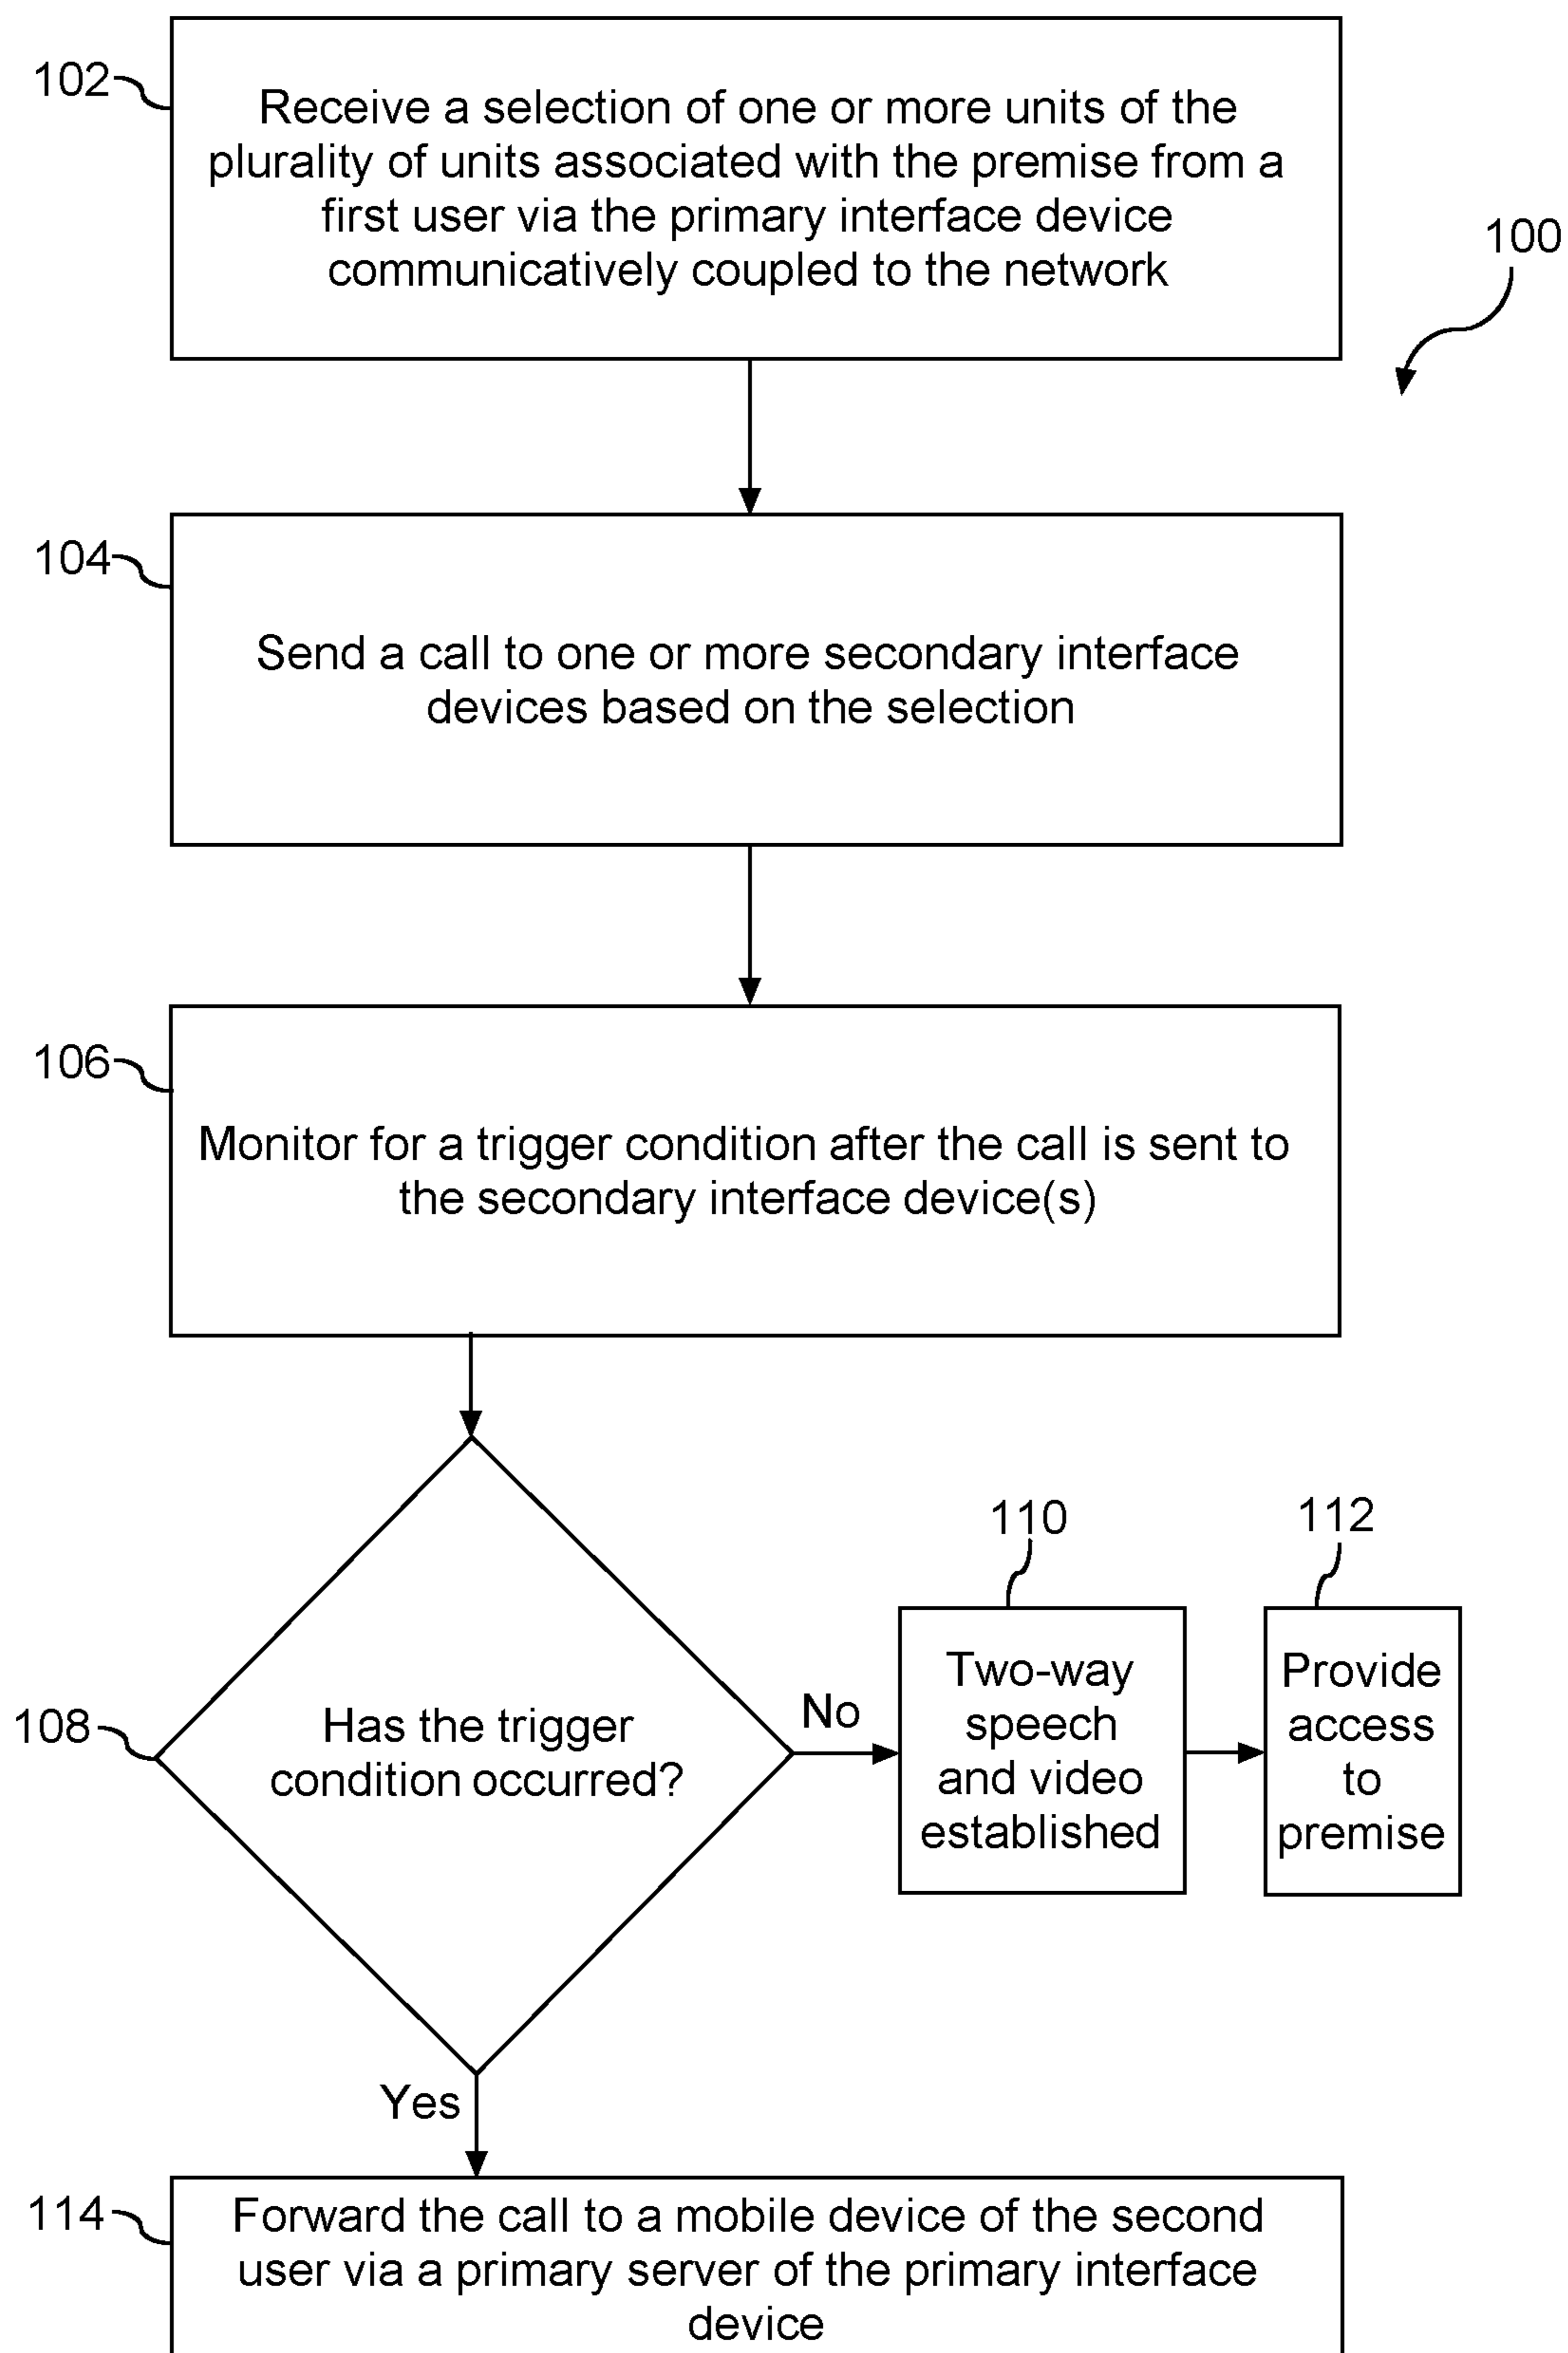 102
Receive a selection of one or more units of the
plurality of units associated with the premise from a
first user via the primary interface device
communicatively coupled to the network
100
104
Send a call to one or more secondary interface
devices based on the selection
106
Monitor for a trigger condition after the call is sent to
the secondary interface device(s)
108
Has the trigger
condition occurred?
No
110
Two-way
speech
and video
established
112
Provide
access
to
premise
Yes
114
Forward the call to a mobile device of the second
user via a primary server of the primary interface
device